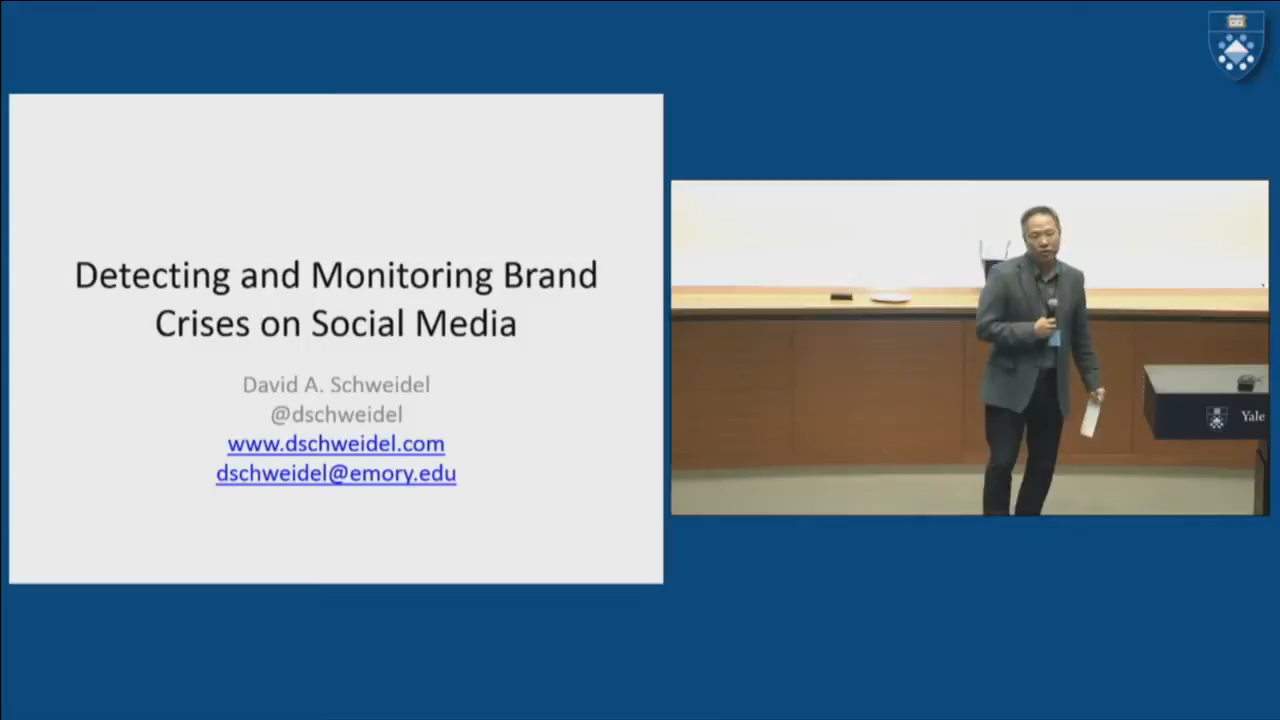 Detecting and Monitoring Brand
Crises on Social Media
David A. Schweidel
@dschweidel
www.dschweidel.com
dschweidel@emory.edu
Yale